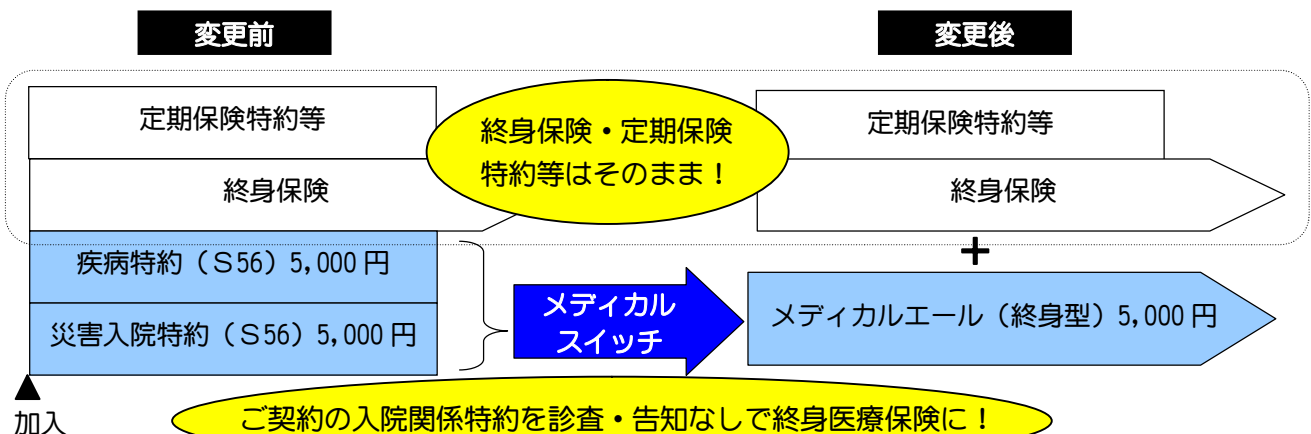 変更前
変更後
定期保険特約等
終身保険・定期保険
特約等はそのまま！
定期保険特約等
終身保険
終身保険
疾病特約（Ｓ56）5,000円
＋
災害入院特約（Ｓ56）5,000円
メディカル
スイッチ
メディカルエール（終身型）5,000円
加入
ご契約の入院関係特約を診査・告知なしで終身医療保険に！